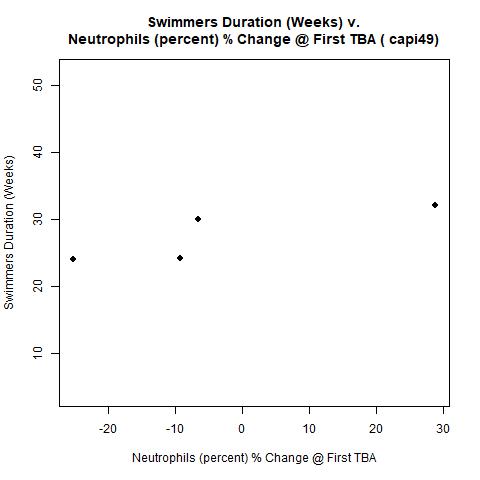 Swimmers Duration (Weeks) v.
Neutrophils (percent) % Change @ First TBA ( capi49)
Swimmers Duration (Weeks)
50
40
30
20
10
-20 -10 0 10 20 30
Neutrophils (percent) % Change @ First TBA